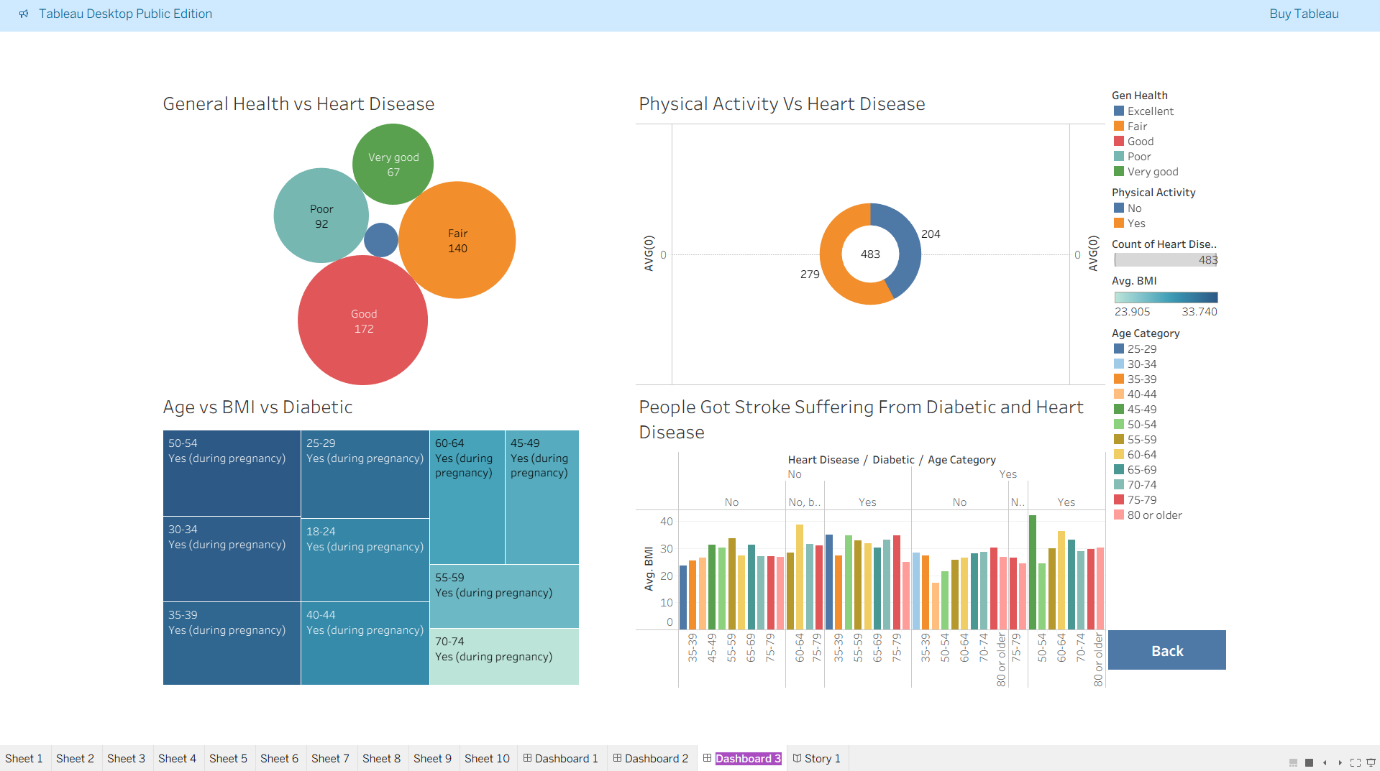 Tableau Desktop Public Edition
Buy Tableau
General Health vs Heart Disease
Very good
67
Poor
92
Fair
140
Good
172
Physical Activity Vs Heart Disease
AVG(0)
0
204
483
279
0
AVG(0)
Gen Health
Excellent
Fair
Good
Poor
Very good
Physical Activity
No
Yes
Count of Heart Dise..
483
Avg. BMI
23.905
33.740
Age Category
25-29
30-34
35-39
40-44
45-49
50-54
55-59
60-64
65-69
70-74
75-79
80 or older
Age vs BMI vs Diabetic
50-54
Yes (during pregnancy)
30-34
Yes (during pregnancy)
35-39
Yes (during pregnancy)
25-29
Yes (during pregnancy)
18-24
Yes (during pregnancy)
40-44
Yes (during pregnancy)
60-64
Yes (during
pregnancy)
45-49
Yes (during
pregnancy)
55-59
Yes (during pregnancy)
70-74
Yes (during pregnancy)
People Got Stroke Suffering From Diabetic and Heart
Disease
Heart Disease / Diabetic / Age Category
No
Yes
No
No, b..
Yes
No
N..
Yes
Avg. BMI
40
30
20
10
0
35-39
45-49
55-59
65-69
75-79
60-64
75-79
35-39
55-59
65-69
75-79
35-39
50-54
60-64
70-74
80 or older
75-79
50-54
60-64
70-74
80 or older
Back
Sheet 1
Sheet 2
Sheet 3
Sheet 4
Sheet 5
Sheet 6
Sheet 7
Sheet 8
Sheet 9
Sheet 10
Dashboard 1
Dashboard 2
Dashboard 3
Story 1